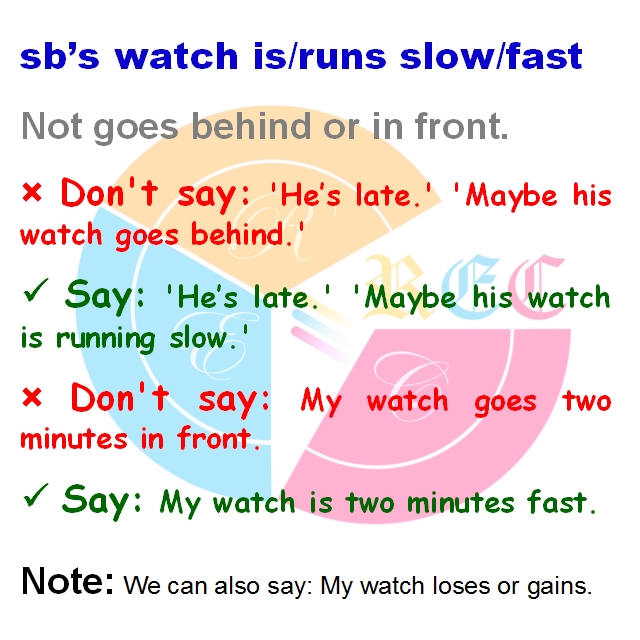 sb’s watch is/runs slow/fast
Not goes behind or in front.
× Don't say: 'He’s late.' 'Maybe his
watch goes behind.'
✓ Say: 'He’s late.' 'Maybe his watch
is running slow.'
× Don't say: My watch goes two
minutes in front.
✓ Say: My watch is two minutes fast.
Note: We can also say: My watch loses or gains.
R
E
C
REC